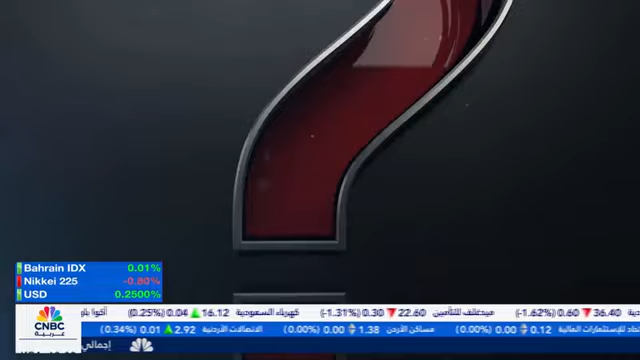 Bahrain IDX 0.01%
Nikkei 225 -0.80%
USD 0.2500%
CNBC
عربية
(-1.62%) 0.60 ▼ 36.40 ميدغلف للتأمين (-1.31%) 0.30 ▼ 22.60 كهرباء السعودية (0.25%) 0.04 ▲ 16.12 أكوا باور
للاستثمارات المالية (0.00%) 0.00 0.12 مساكن الأردن (0.00%) 0.00 1.38 الاتصالات الأردنية (0.34%) 0.01 ▲ 2.92
إجمالي